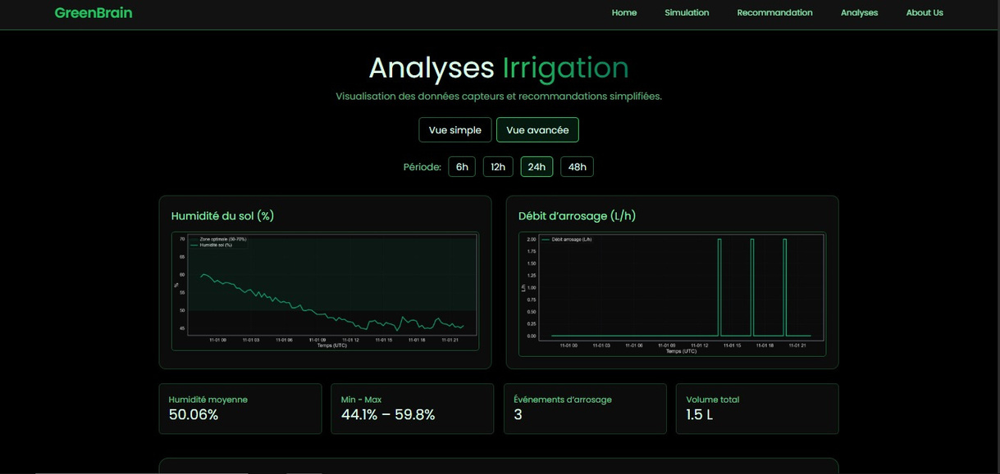 GreenBrain
Home Simulation Recommandation Analyses About Us
Analyses Irrigation
Visualisation des données capteurs et recommandations simplifiées.
Vue simple Vue avancée
Période: 6h 12h 24h 48h
Humidité du sol (%)
70
65
60
55
50
45
%
Zone optimale (50-70%)
Humidité sol (%)
11-01 00 11-01 03 11-01 06 11-01 09 11-01 12 11-01 15 11-01 18 11-01 21
Temps (UTC)
Débit d’arrosage (L/h)
2.00
1.75
1.50
1.25
1.00
0.75
0.50
0.25
0.00
L/h
Débit arrosage (L/h)
11-01 00 11-01 03 11-01 06 11-01 09 11-01 12 11-01 15 11-01 18 11-01 21
Temps (UTC)
Humidité moyenne
50.06%
Min - Max
44.1% – 59.8%
Événements d’arrosage
3
Volume total
1.5 L